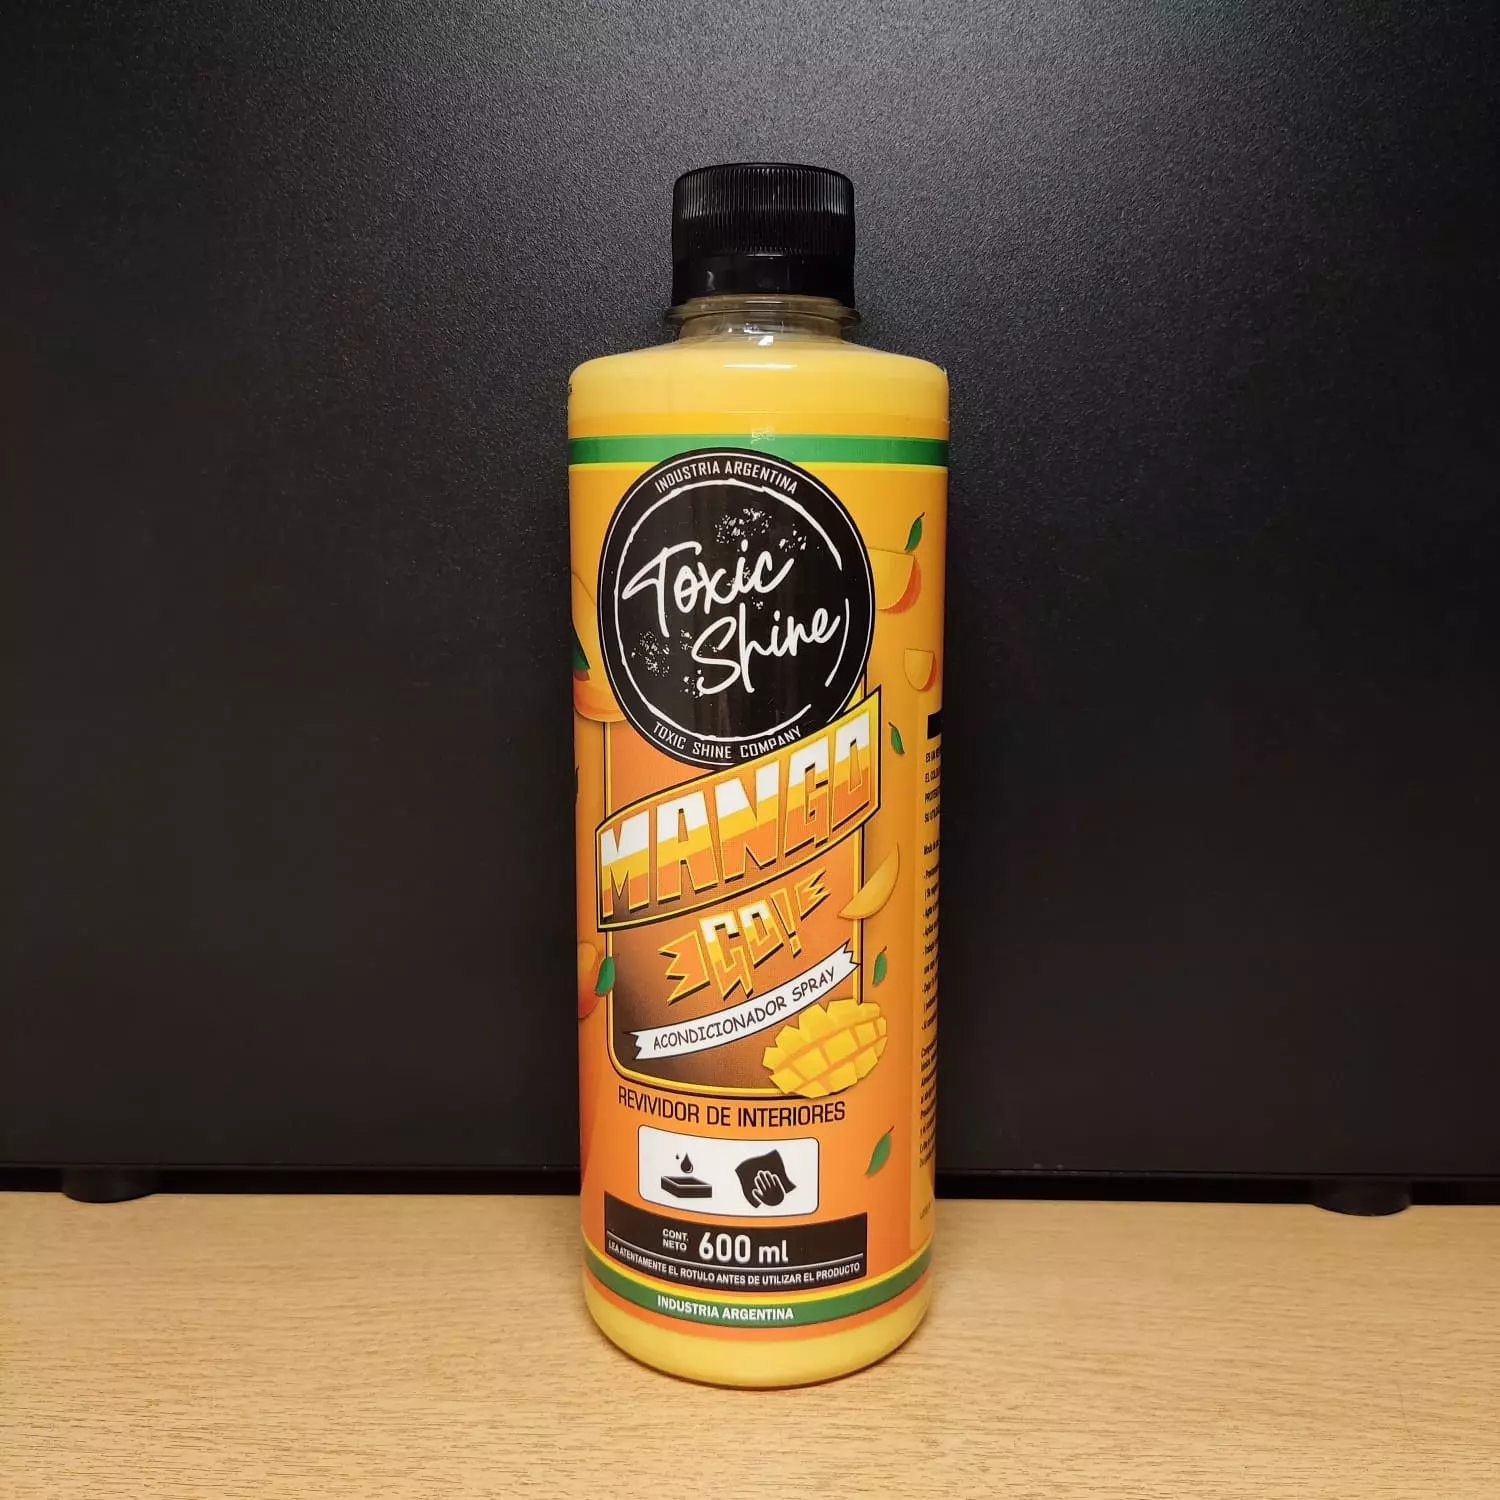 INDUSTRIA ARGENTINA
Toxic
Shine
TOXIC SHINE COMPANY
MANGO
GO!
ACONDICIONADOR SPRAY
REVIVIDOR DE INTERIORES
CONT.
NETO 600 ml
LEA ATENTAMENTE EL ROTULO ANTES DE UTILIZAR EL PRODUCTO
INDUSTRIA ARGENTINA